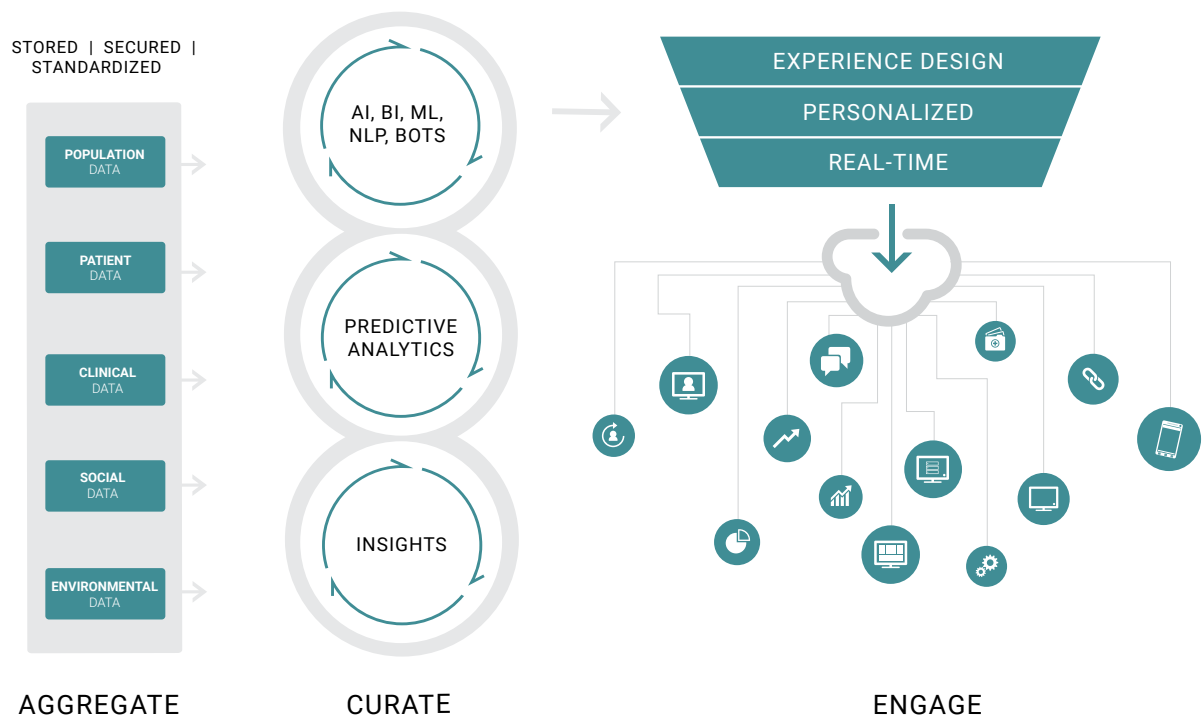 STORED | SECURED |
STANDARDIZED
POPULATION
DATA
PATIENT
DATA
CLINICAL
DATA
SOCIAL
DATA
ENVIRONMENTAL
DATA
AGGREGATE
AI, BI, ML,
NLP, BOTS
PREDICTIVE
ANALYTICS
INSIGHTS
CURATE
EXPERIENCE DESIGN
PERSONALIZED
REAL-TIME
ENGAGE